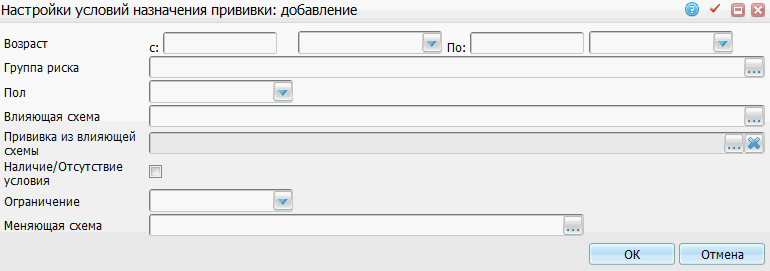 Настройки условий назначения прививки: добавление
Возраст с: По:
Группа риска ...
Пол
Влияющая схема ...
Прививка из влияющей
схемы ...
Наличие/Отсутствие
условия
Ограничение
Меняющая схема ...
ОК Отмена